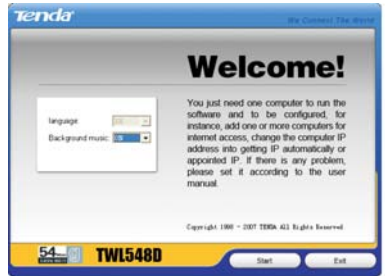 Tenda
We Connect The World
Welcome!
language:
Background music:
You just need one computer to run the
software and to be configured, for
instance, add one or more computers for
internet access, change the computer IP
address into getting IP automatically or
appointed IP. If there is any problem,
please set it according to the user
manual.
Copyright 1998 - 2007 TENDA All Rights Reserved
54
TWL548D
Start
Exit